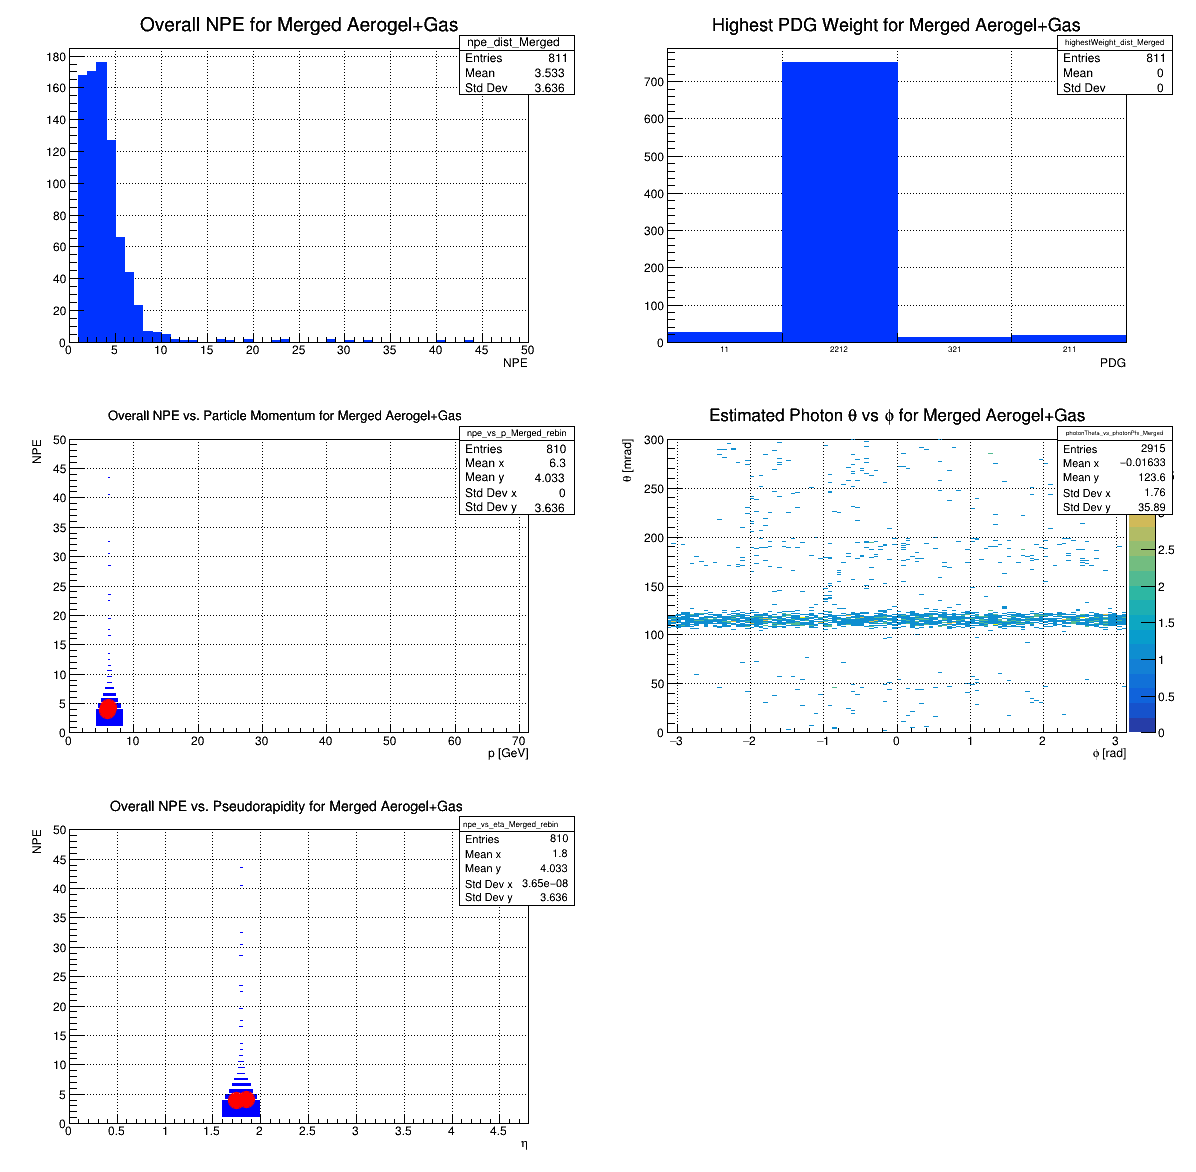 Overall NPE for Merged Aerogel+Gas
npe_dist_Merged
Entries 811
Mean 3.533
Std Dev 3.636
180
160
140
120
100
80
60
40
20
0
0 5 10 15 20 25 30 35 40 45 50
NPE
Highest PDG Weight for Merged Aerogel+Gas
highestWeight_dist_Merged
Entries 811
Mean 0
Std Dev 0
700
600
500
400
300
200
100
0
11 2212 321 211
PDG
Overall NPE vs. Particle Momentum for Merged Aerogel+Gas
npe_vs_p_Merged_rebin
Entries 810
Mean x 6.3
Mean y 4.033
Std Dev x 0
Std Dev y 3.636
NPE
50
45
40
35
30
25
20
15
10
5
0
0 10 20 30 40 50 60 70
p [GeV]
Estimated Photon θ vs ϕ for Merged Aerogel+Gas
photonTheta_vs_photonPhi_Merged
Entries 2915
Mean x −0.01633
Mean y 123.6
Std Dev x 1.76
Std Dev y 35.89
θ [mrad]
300
250
200
150
100
50
0
−3 −2 −1 0 1 2 3
ϕ [rad]
2.5
2
1.5
1
0.5
0
Overall NPE vs. Pseudorapidity for Merged Aerogel+Gas
npe_vs_eta_Merged_rebin
Entries 810
Mean x 1.8
Mean y 4.033
Std Dev x 3.65e−08
Std Dev y 3.636
NPE
50
45
40
35
30
25
20
15
10
5
0
0 0.5 1 1.5 2 2.5 3 3.5 4 4.5
η